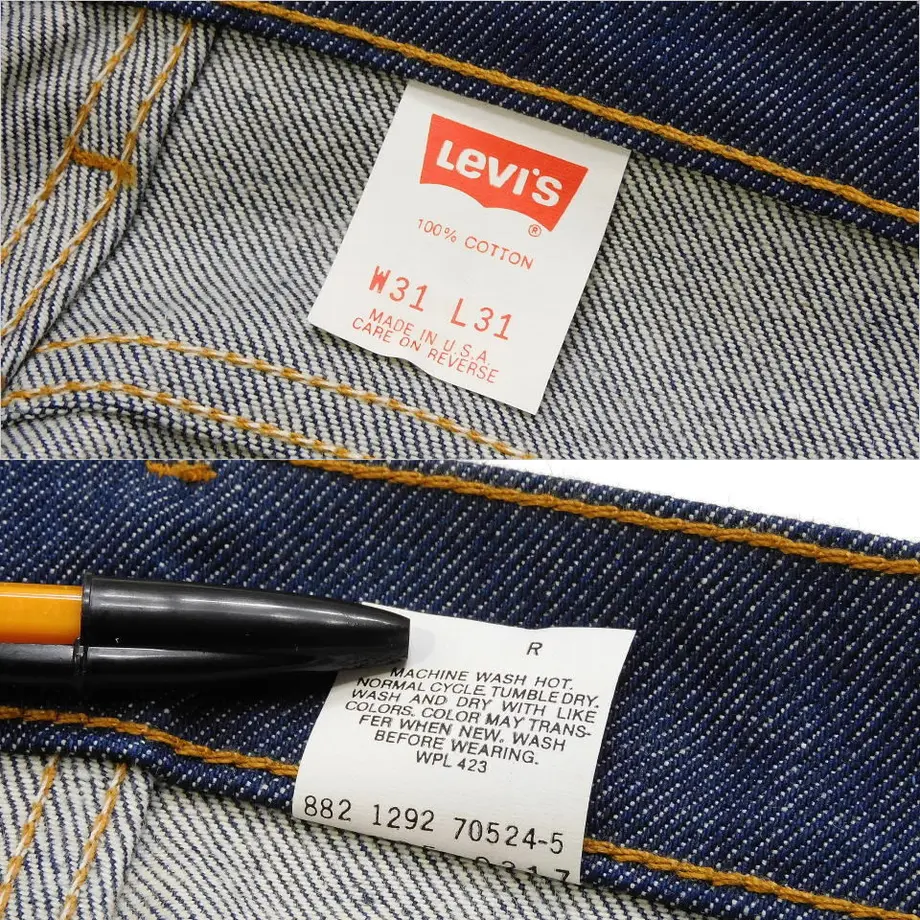 Levi's
®
100% COTTON
W31 L31
MADE IN U.S.A.
CARE ON REVERSE
R
MACHINE WASH HOT.
NORMAL CYCLE. TUMBLE DRY.
WASH AND DRY WITH LIKE
COLORS. COLOR MAY TRANS-
FER WHEN NEW. WASH
BEFORE WEARING.
WPL 423
882 1292 70524-5